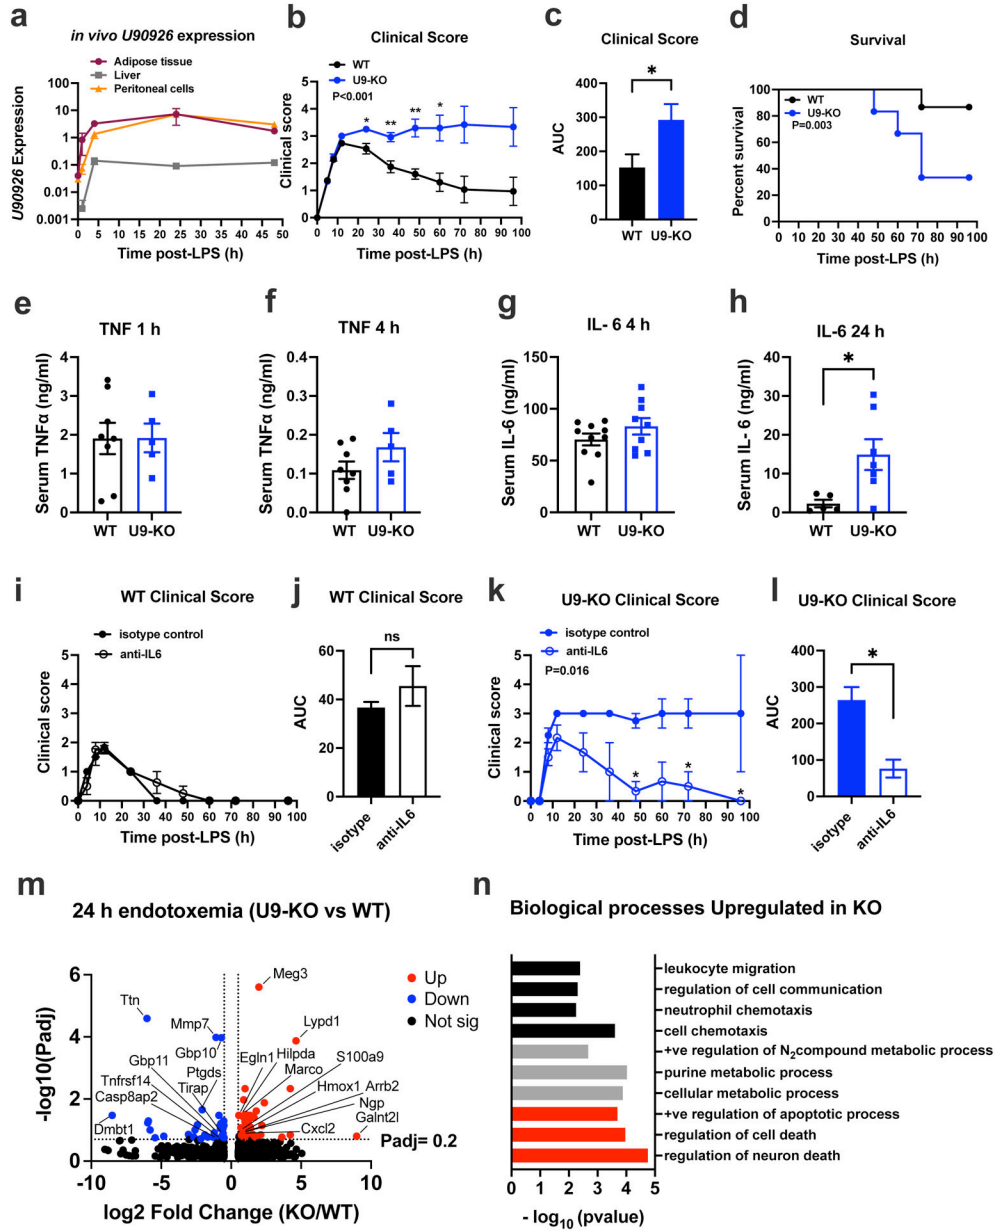 a
in vivo U90926 expression
Adipose tissue
Liver
Peritoneal cells
U90926 Expression
100
10
1
0.1
0.01
0.001
0 5 10 15 20 25 30 35 40 45 50
Time post-LPS (h)
b
Clinical Score
WT
U9-KO
P<0.001
Clinical score
5
4
3
2
1
0
* ** ** *
0 10 20 30 40 50 60 70 80 90 100
Time post-LPS (h)
c
Clinical Score
*
AUC
400
300
200
100
0
WT U9-KO
d
Survival
WT
U9-KO
P=0.003
Percent survival
100
80
60
40
20
0
0 10 20 30 40 50 60 70 80 90 100
Time post-LPS (h)
e
TNF 1 h
Serum TNFα (ng/ml)
4
3
2
1
0
WT U9-KO
f
TNF 4 h
Serum TNFα (ng/ml)
0.4
0.3
0.2
0.1
0.0
WT U9-KO
g
IL- 6 4 h
Serum IL-6 (ng/ml)
150
100
50
0
WT U9-KO
h
IL-6 24 h
*
Serum IL- 6 (ng/ml)
60
40
20
0
WT U9-KO
i
WT Clinical Score
isotype control
anti-IL6
Clinical score
5
4
3
2
1
0
0 10 20 30 40 50 60 70 80 90 100
Time post-LPS (h)
j
WT Clinical Score
ns
AUC
60
40
20
0
isotype
anti-IL6
k
U9-KO Clinical Score
isotype control
anti-IL6
P=0.016
Clinical score
5
4
3
2
1
0
* * *
0 10 20 30 40 50 60 70 80 90 100
Time post-LPS (h)
l
U9-KO Clinical Score
*
AUC
400
300
200
100
0
isotype
anti-IL6
m
24 h endotoxemia (U9-KO vs WT)
-log10(Padj)
6
4
2
0
Meg3
Up
Down
Not sig
Ttn
Mmp7
Lypd1
Gbp10
Gbp11
Ptgds
Egln1
Hilpda
S100a9
Tnfrsf14
Tirap
Marco
Casp8ap2
Hmox1
Arrb2
Ngp
Galnt2l
Dmbt1
Cxcl2
Padj= 0.2
-10 -5 0 5 10
log2 Fold Change (KO/WT)
n
Biological processes Upregulated in KO
leukocyte migration
regulation of cell communication
neutrophil chemotaxis
cell chemotaxis
+ve regulation of N2compound metabolic process
purine metabolic process
cellular metabolic process
+ve regulation of apoptotic process
regulation of cell death
regulation of neuron death
0 1 2 3 4 5
- log10 (pvalue)